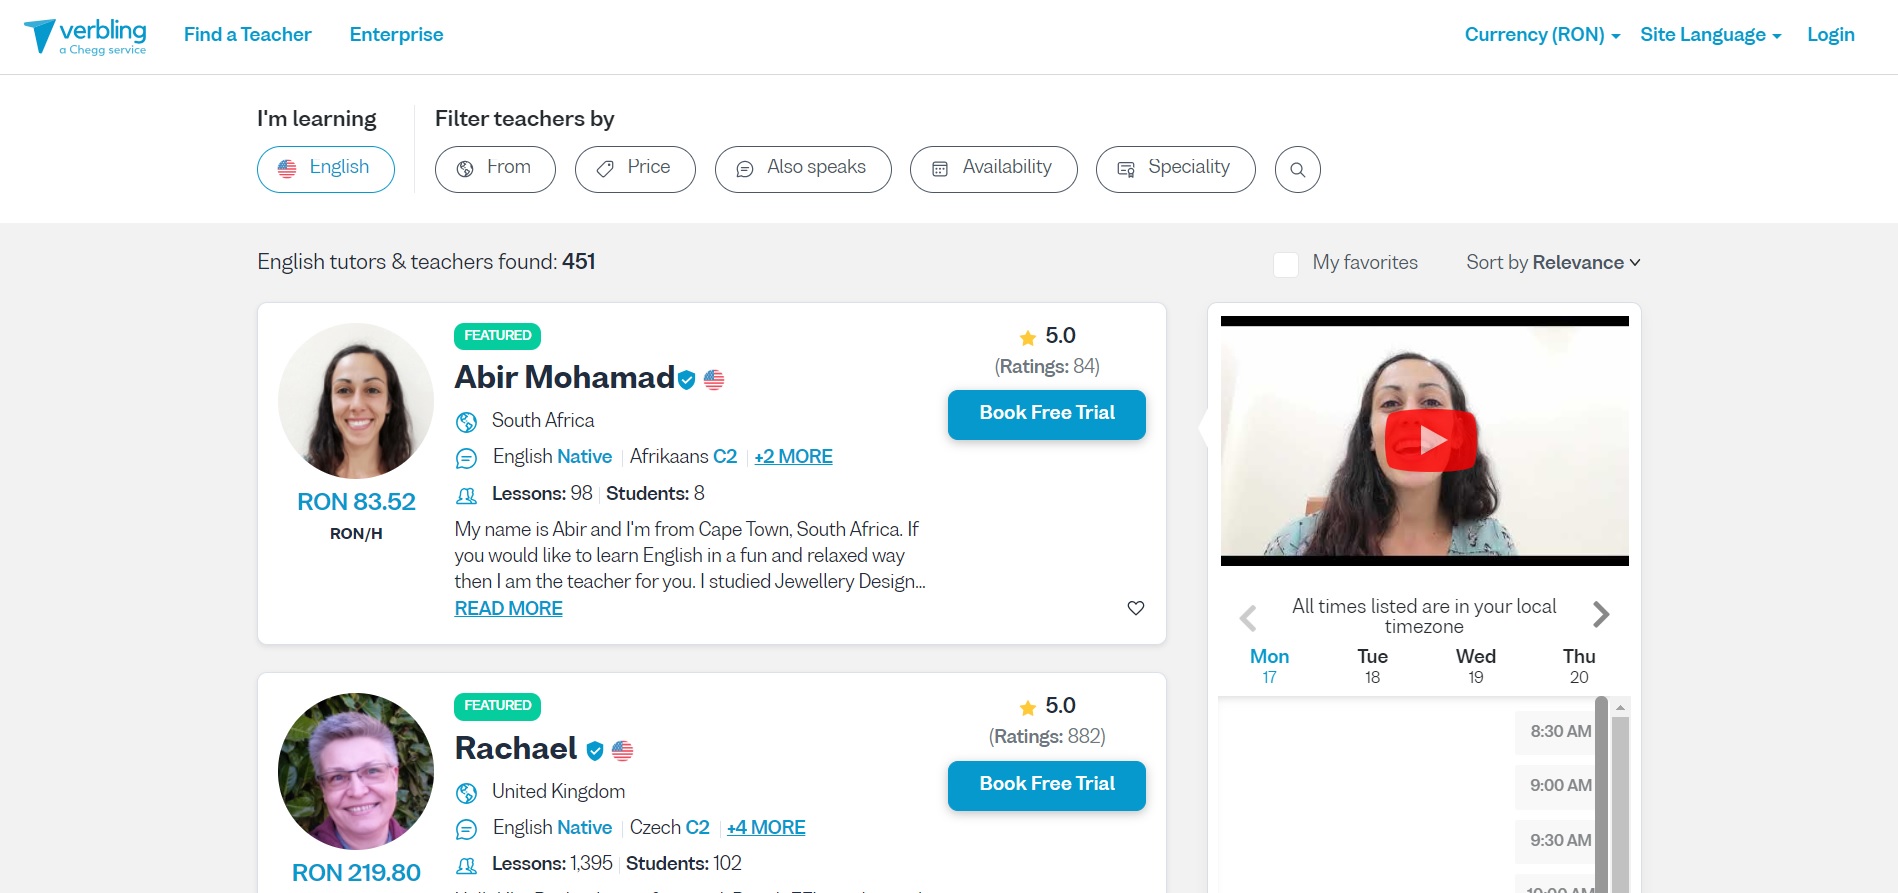 verbling
a Chegg service
Find a Teacher
Enterprise
Currency (RON)
Site Language
Login
I'm learning
Filter teachers by
English
From
Price
Also speaks
Availability
Speciality
English tutors & teachers found: 451
My favorites
Sort by Relevance
FEATURED
Abir Mohamad
South Africa
English Native Afrikaans C2 +2 MORE
Lessons: 98 Students: 8
My name is Abir and I'm from Cape Town, South Africa. If
you would like to learn English in a fun and relaxed way
then I am the teacher for you. I studied Jewellery Design...
READ MORE
RON 83.52
RON/H
5.0
(Ratings: 84)
Book Free Trial
All times listed are in your local
timezone
Mon Tue Wed Thu
17 18 19 20
8:30 AM
9:00 AM
9:30 AM
FEATURED
Rachael
United Kingdom
English Native Czech C2 +4 MORE
Lessons: 1,395 Students: 102
RON 219.80
5.0
(Ratings: 882)
Book Free Trial